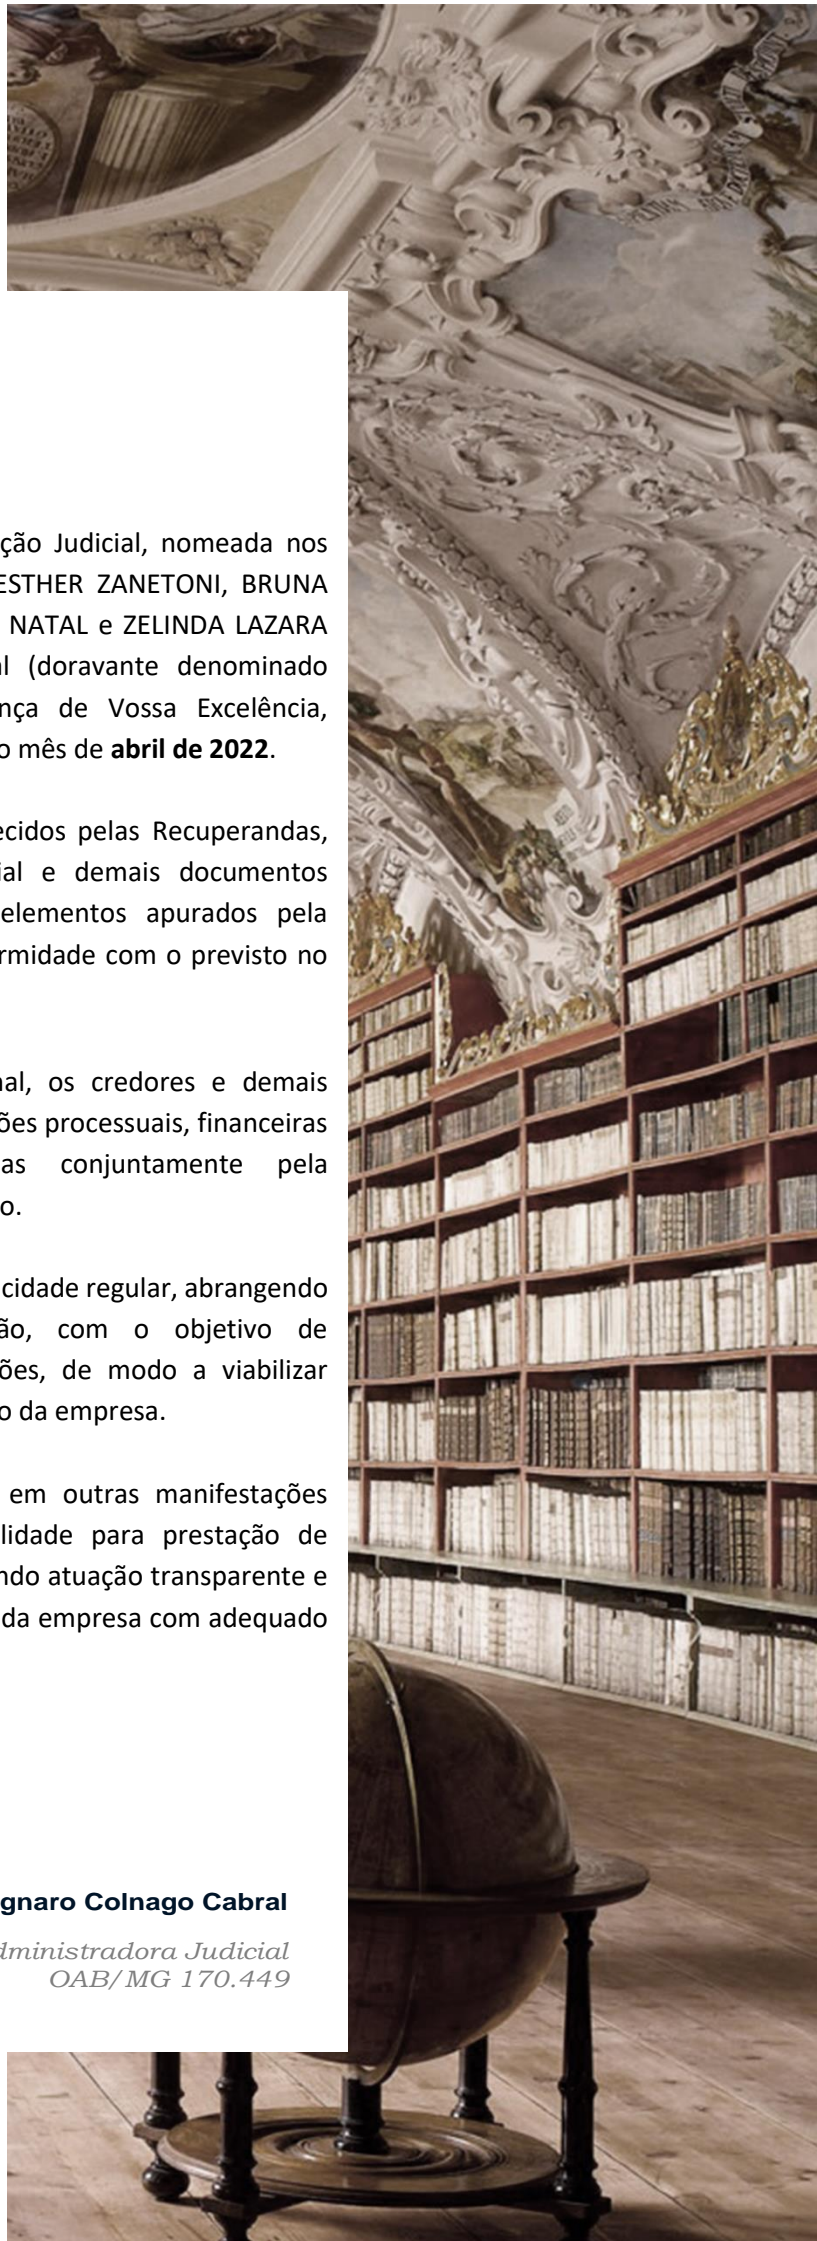 ção Judicial, nomeada nos
ESTHER ZANETONI, BRUNA
NATAL e ZELINDA LAZARA
l (doravante denominado
nça de Vossa Excelência,
o mês de abril de 2022.
ecidos pelas Recuperandas,
ial e demais documentos
elementos apurados pela
ormidade com o previsto no
nal, os credores e demais
ões processuais, financeiras
as conjuntamente pela
o.
cidade regular, abrangendo
ão, com o objetivo de
ões, de modo a viabilizar
o da empresa.
em outras manifestações
lidade para prestação de
ndo atuação transparente e
da empresa com adequado
gnaro Colnago Cabral
dministradora Judicial
OAB/MG 170.449